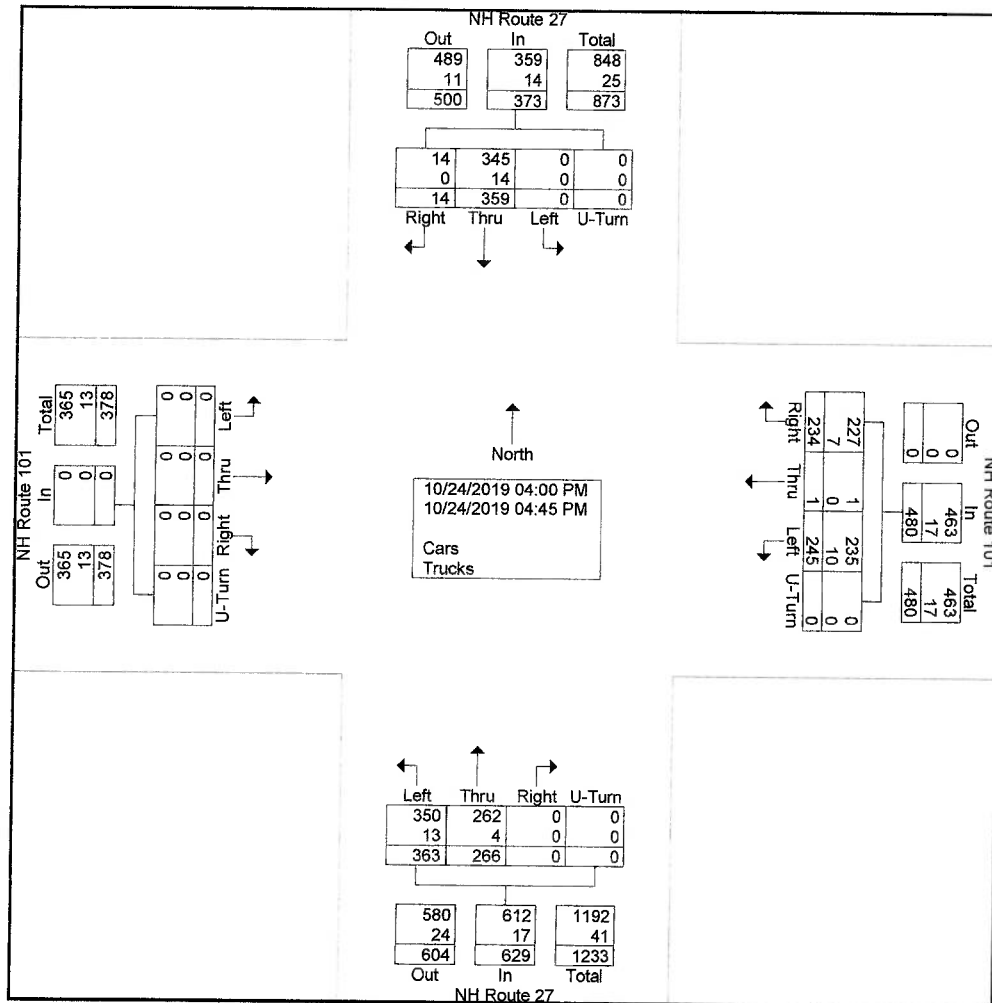 NH Route 27
Out In Total
489 359 848
11 14 25
500 373 873
14 345 0 0
0 14 0 0
14 359 0 0
Right Thru Left U-Turn
NH Route 101
Total In Out
365 0 365
13 0 13
378 0 378
Left Thru Right U-Turn
0 0 0 0
0 0 0 0
0 0 0 0
North
10/24/2019 04:00 PM
10/24/2019 04:45 PM
Cars
Trucks
Right Thru Left U-Turn
227 1 235 0
7 0 10 0
234 1 245 0
NH Route 101
Out In Total
0 463 463
0 17 17
0 480 480
Left Thru Right U-Turn
350 262 0 0
13 4 0 0
363 266 0 0
580 612 1192
24 17 41
604 629 1233
Out In Total
NH Route 27